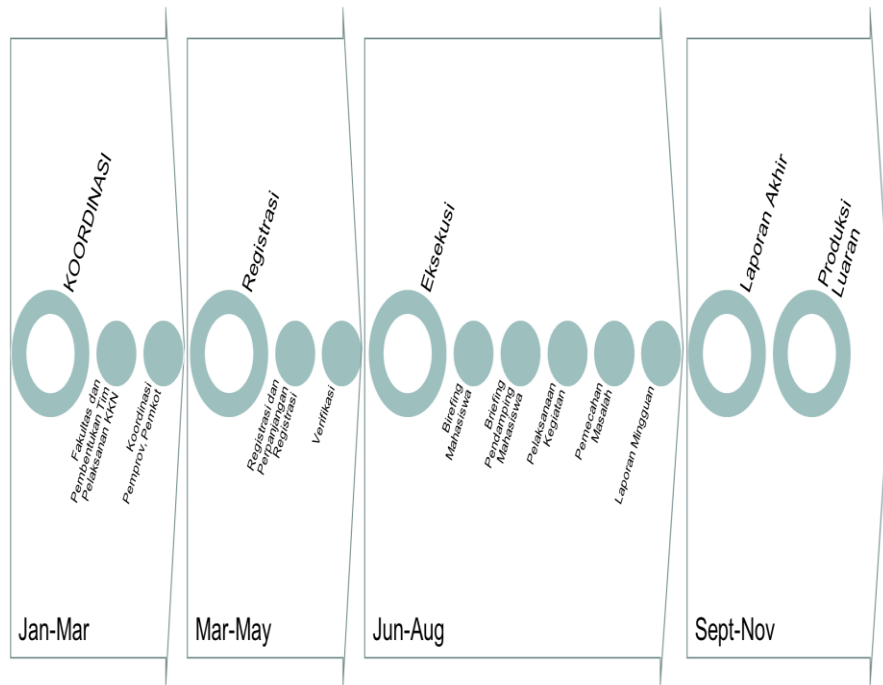 KOORDINASI
Fakultas dan
Pembentukan Tim
Pelaksanan KKN
Koordinasi
Pemprov, Pemkot
Jan-Mar
Registrasi
Registrasi dan
Perpanjangan
Registrasi
Verifikasi
Mar-May
Eksekusi
Birefing
Mahasiswa
Briefing
Pendamping
Mahasiswa
Pelaksanaan
Kegiatan
Pemecahan
Masalah
Laporan Mingguan
Jun-Aug
Laporan Akhir
Produksi
Luaran
Sept-Nov